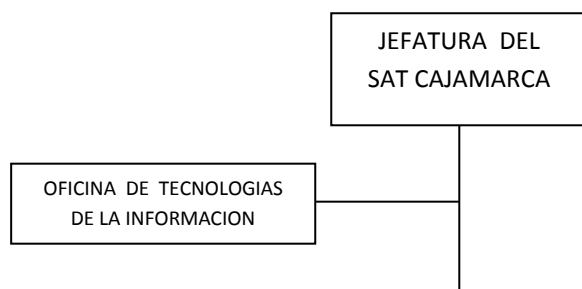 JEFATURA DEL
SAT CAJAMARCA
OFICINA DE TECNOLOGIAS
DE LA INFORMACION